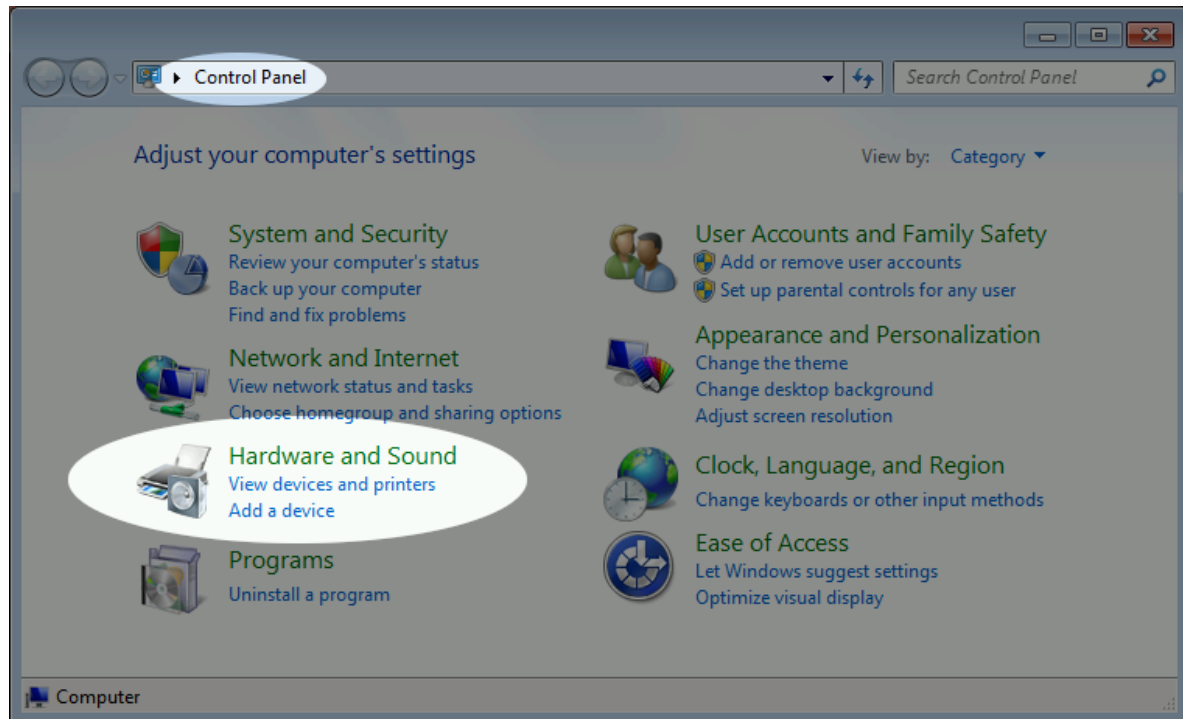 Control Panel
Search Control Panel
Adjust your computer's settings
View by: Category
System and Security
Review your computer's status
Back up your computer
Find and fix problems
Network and Internet
View network status and tasks
Choose homegroup and sharing options
Hardware and Sound
View devices and printers
Add a device
Programs
Uninstall a program
User Accounts and Family Safety
Add or remove user accounts
Set up parental controls for any user
Appearance and Personalization
Change the theme
Change desktop background
Adjust screen resolution
Clock, Language, and Region
Change keyboards or other input methods
Ease of Access
Let Windows suggest settings
Optimize visual display
Computer